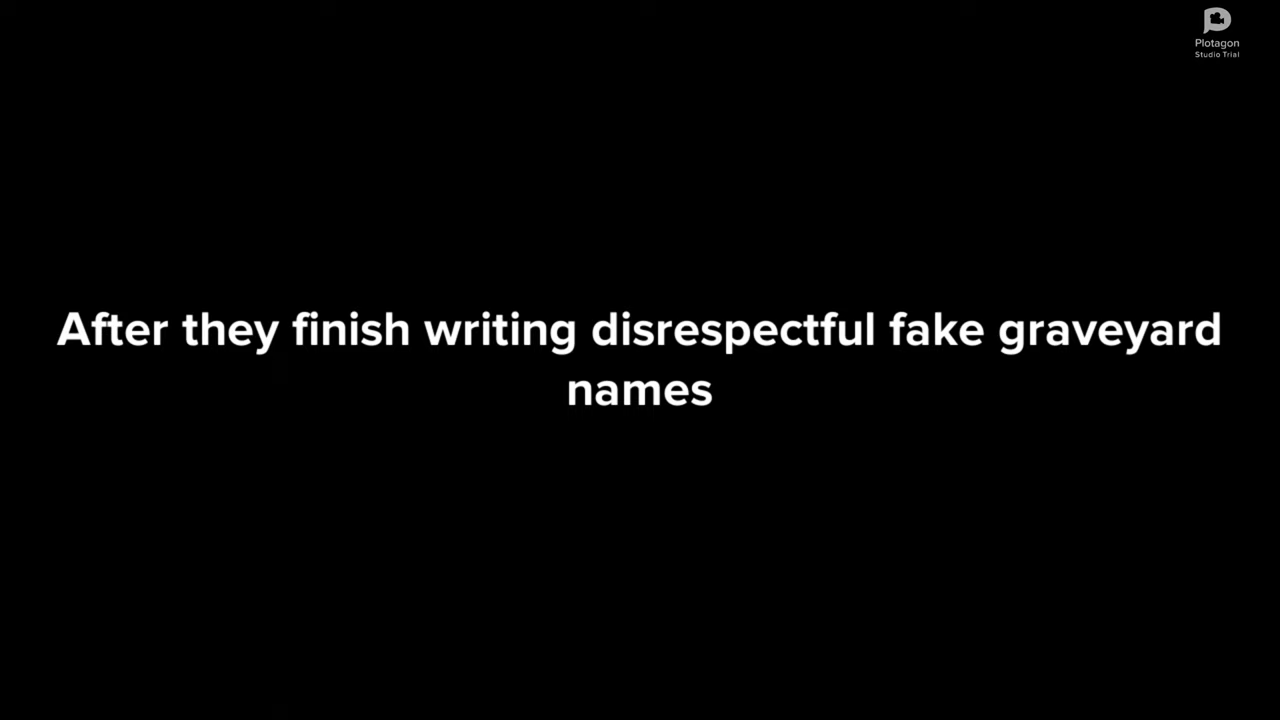 Plotagon
Studio Trial
After they finish writing disrespectful fake graveyard
names